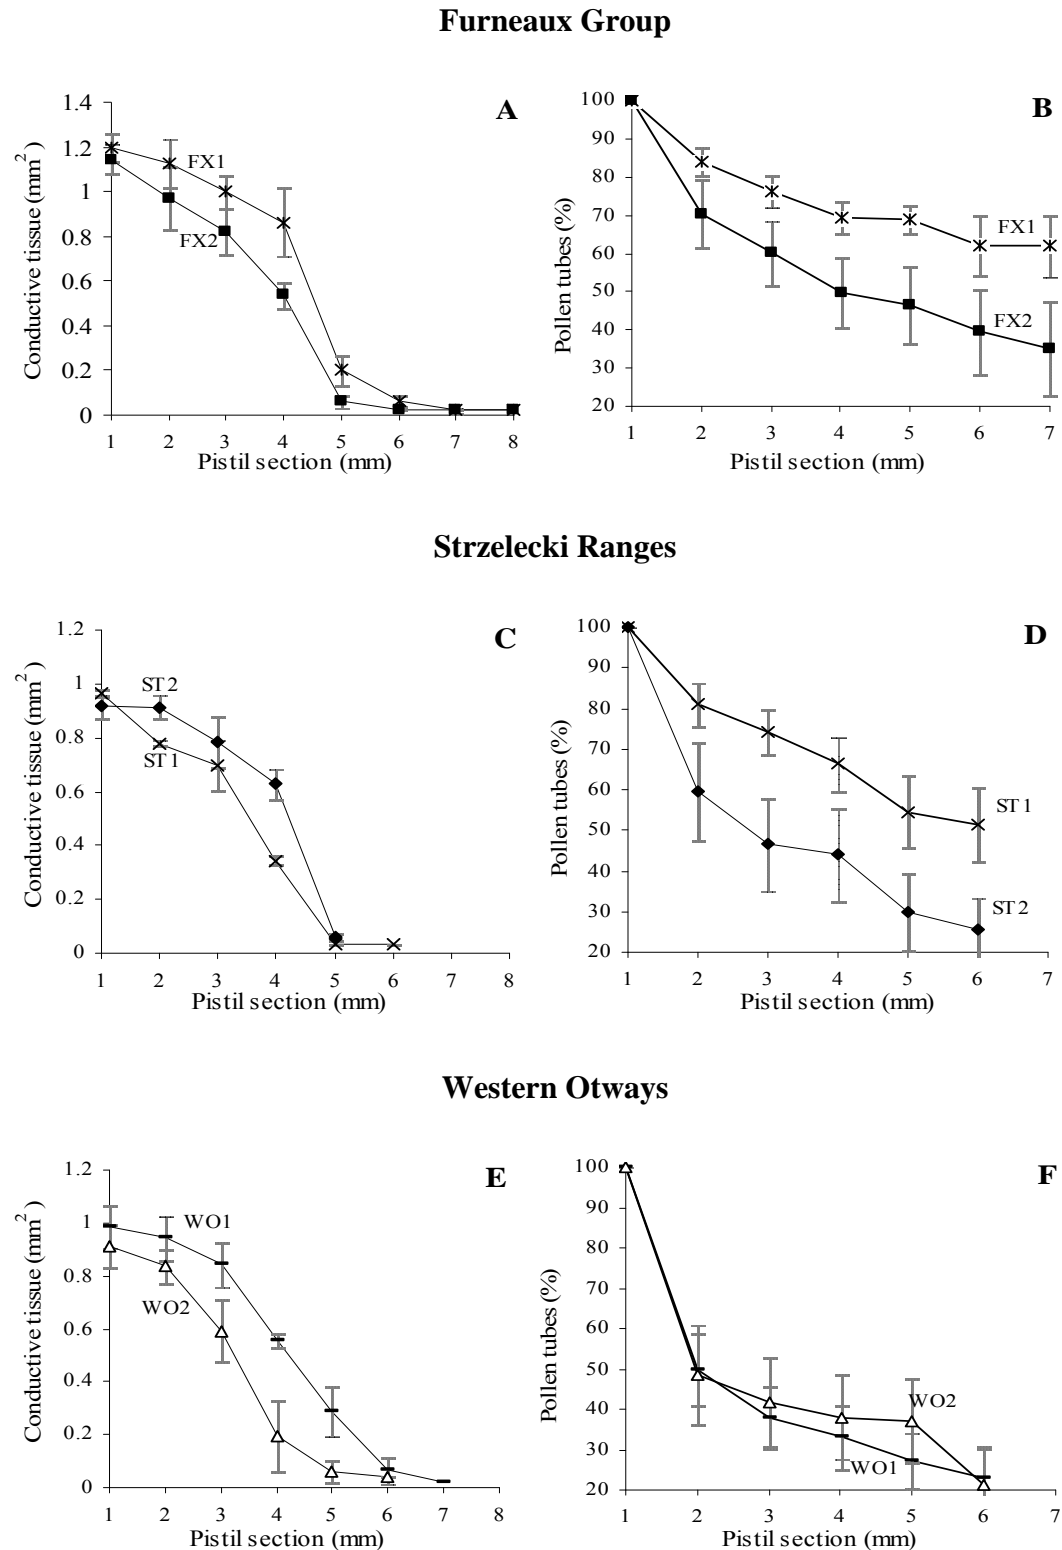 Furneaux Group
A
Conductive tissue (mm²)
1.4
1.2
1
0.8
0.6
0.4
0.2
0
FX1
FX2
1 2 3 4 5 6 7 8
Pistil section (mm)
B
Pollen tubes (%)
100
90
80
70
60
50
40
30
20
FX1
FX2
1 2 3 4 5 6 7
Pistil section (mm)
Strzelecki Ranges
C
Conductive tissue (mm²)
1.2
1
0.8
0.6
0.4
0.2
0
ST2
ST1
1 2 3 4 5 6 7 8
Pistil section (mm)
D
Pollen tubes (%)
100
90
80
70
60
50
40
30
20
ST1
ST2
1 2 3 4 5 6 7
Pistil section (mm)
Western Otways
E
Conductive tissue (mm²)
1.2
1
0.8
0.6
0.4
0.2
0
WO1
WO2
1 2 3 4 5 6 7 8
Pistil section (mm)
F
Pollen tubes (%)
100
90
80
70
60
50
40
30
20
WO2
WO1
1 2 3 4 5 6 7
Pistil section (mm)